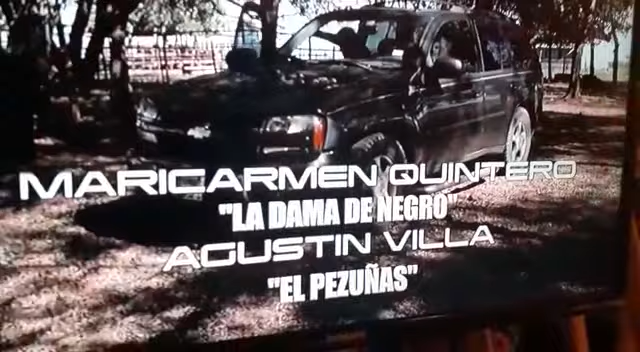 MARICARMEN QUINTERO
"LA DAMA DE NEGRO"
AGUSTIN VILLA
"EL PEZUÑAS"